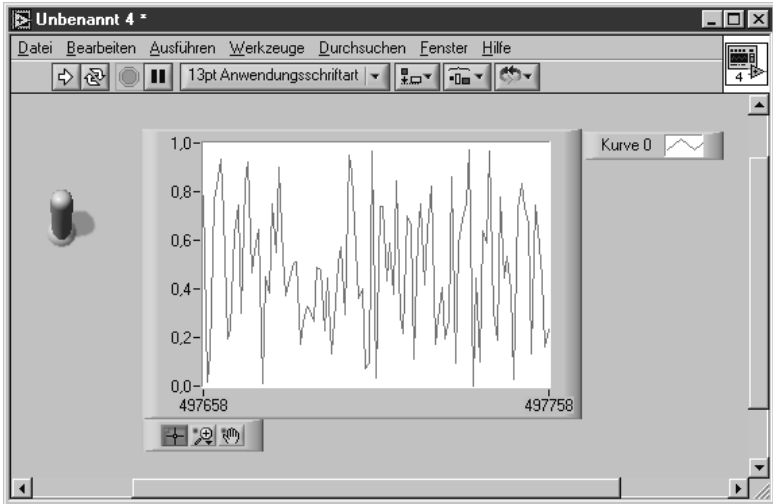 Unbenannt 4 *
Datei Bearbeiten Ausführen Werkzeuge Durchsuchen Fenster Hilfe
13pt Anwendungsschriftart
4
Kurve 0
1,0
0,8
0,6
0,4
0,2
0,0
497658 497758